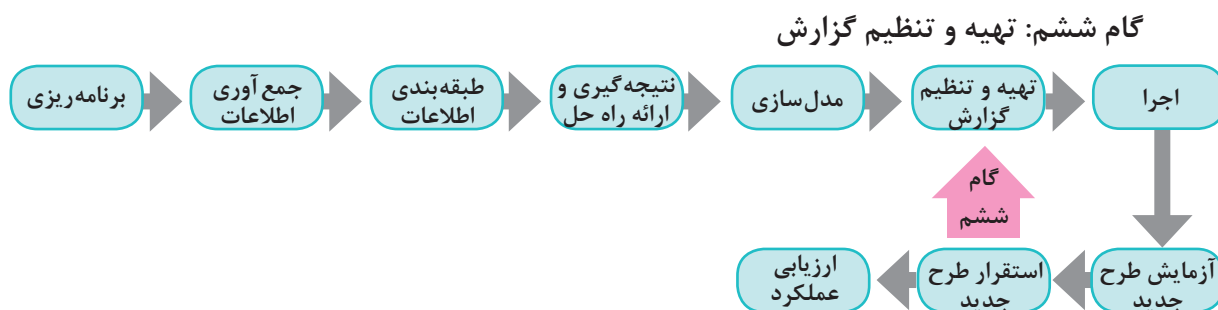 گام ششم: تهیه و تنظیم گزارش
برنامه‌ریزی
جمع‌آوری
اطلاعات
طبقه‌بندی
اطلاعات
نتیجه‌گیری و
ارائه راه حل
مدل‌سازی
تهیه و تنظیم
گزارش
اجرا
گام
ششم
آزمایش طرح
جدید
استقرار طرح
جدید
ارزیابی
عملکرد